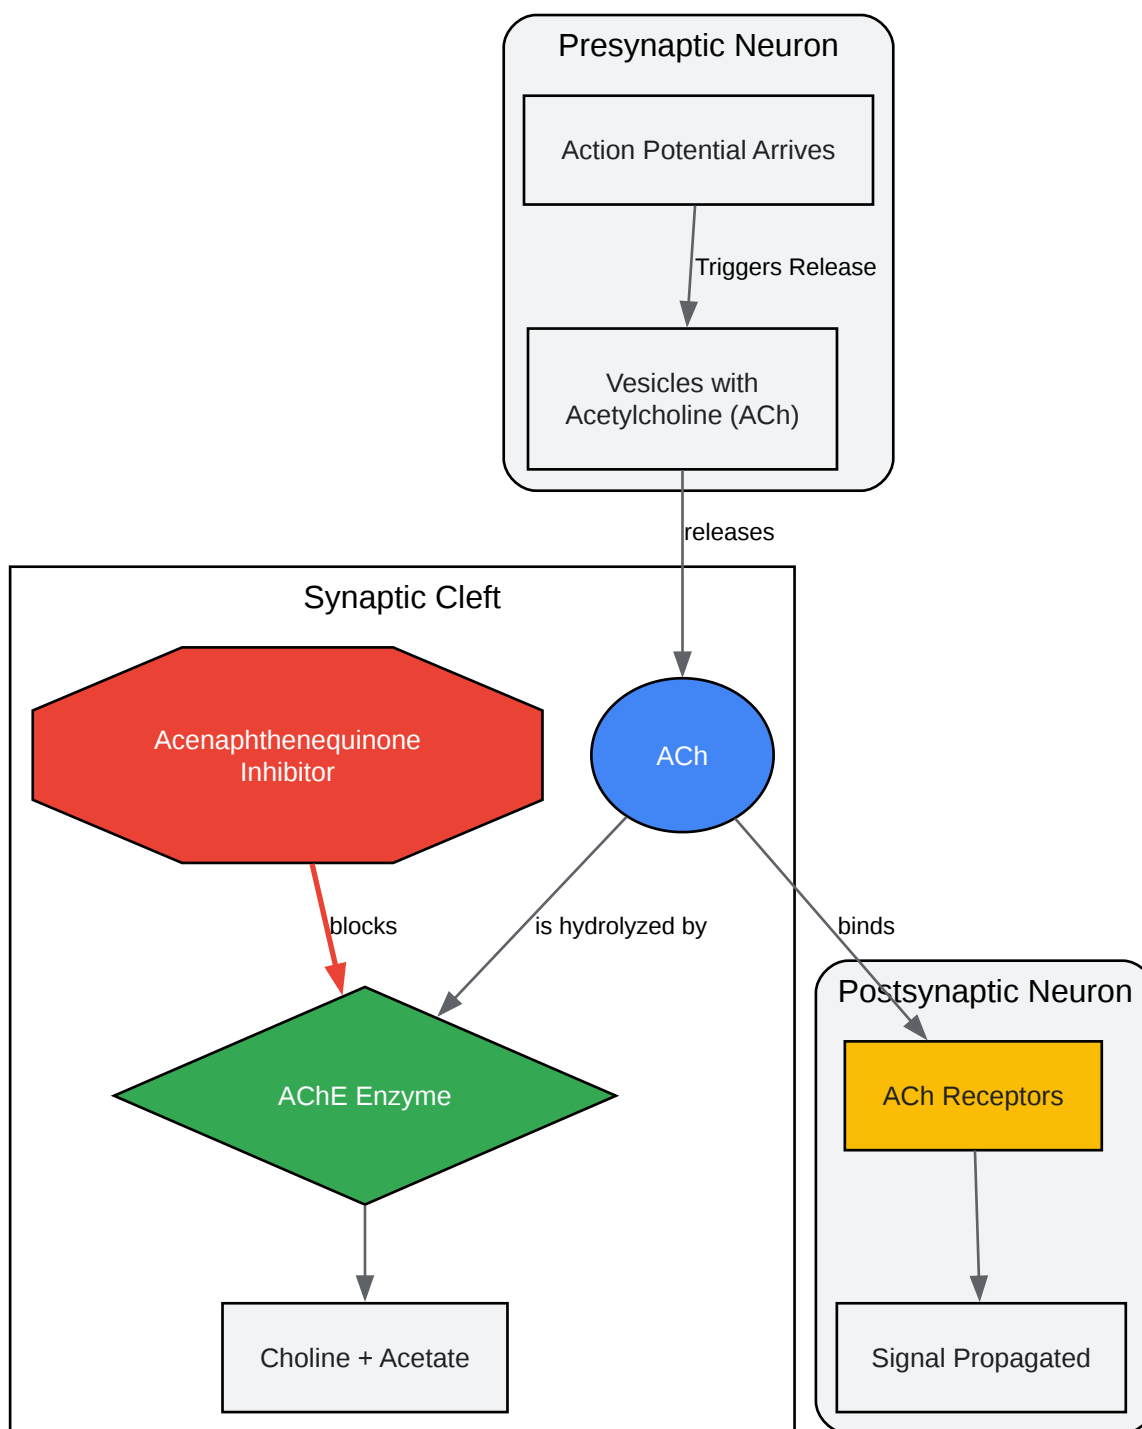 Presynaptic Neuron
Action Potential Arrives
Triggers Release
Vesicles with
Acetylcholine (ACh)
releases
Synaptic Cleft
Acenaphthenequinone
Inhibitor
ACh
blocks
is hydrolyzed by
binds
Postsynaptic Neuron
AChE Enzyme
ACh Receptors
Choline + Acetate
Signal Propagated